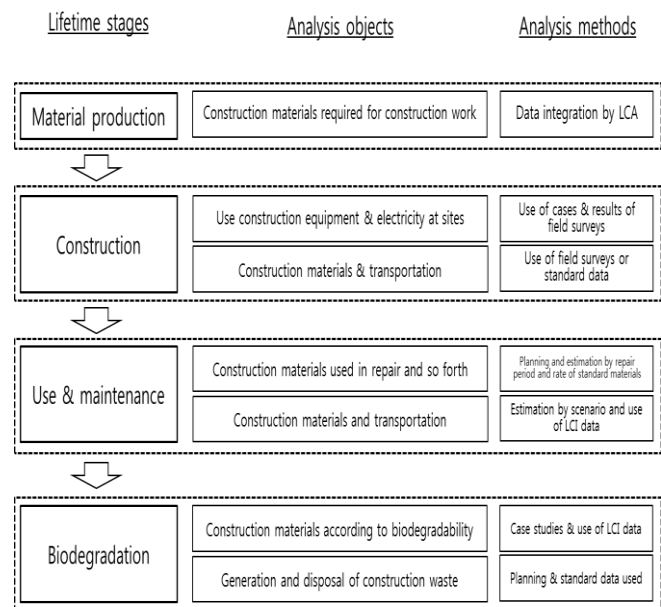 Lifetime stages
Analysis objects
Analysis methods
Material production
Construction materials required for construction work
Data integration by LCA
Construction
Use construction equipment & electricity at sites
Use of cases & results of
field surveys
Construction materials & transportation
Use of field surveys or
standard data
Use & maintenance
Construction materials used in repair and so forth
Planning and estimation by repair
period and rate of standard materials
Construction materials and transportation
Estimation by scenario and use
of LCI data
Biodegradation
Construction materials according to biodegradability
Case studies & use of LCI data
Generation and disposal of construction waste
Planning & standard data used